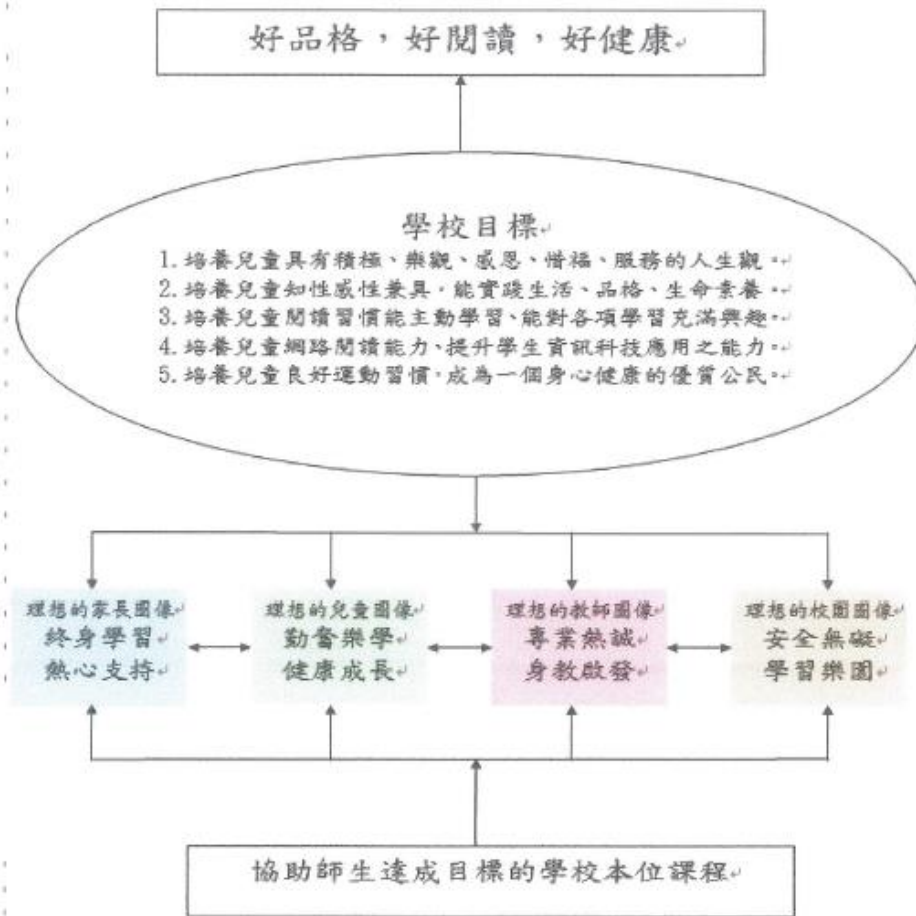 好品格，好閱讀，好健康
學校目標
1. 培養兒童具有積極、樂觀、感恩、惜福、服務的人生觀。
2. 培養兒童知性感性兼具，能實踐生活、品格、生命素養。
3. 培養兒童閱讀習慣能主動學習、能對各項學習充滿興趣。
4. 培養兒童網路閱讀能力、提升學生資訊科技應用之能力。
5. 培養兒童良好運動習慣，成為一個身心健康的優質公民。
理想的家長圖像
終身學習
熱心支持
理想的兒童圖像
勤奮樂學
健康成長
理想的教師圖像
專業熱誠
身教啟發
理想的校園圖像
安全無礙
學習樂園
協助師生達成目標的學校本位課程